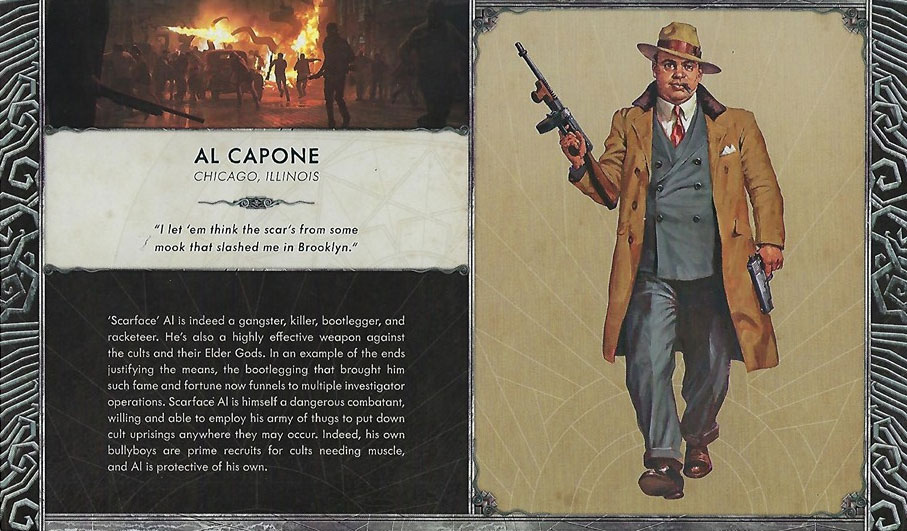 AL CAPONE
CHICAGO, ILLINOIS
“I let ’em think the scar’s from some
mook that slashed me in Brooklyn.”
‘Scarface’ Al is indeed a gangster, killer, bootlegger, and
racketeer. He’s also a highly effective weapon against
the cults and their Elder Gods. In an example of the ends
justifying the means, the bootlegging that brought him
such fame and fortune now funnels to multiple investigator
operations. Scarface Al is himself a dangerous combatant,
willing and able to employ his army of thugs to put down
cult uprisings anywhere they may occur. Indeed, his own
bullyboys are prime recruits for cults needing muscle,
and Al is protective of his own.